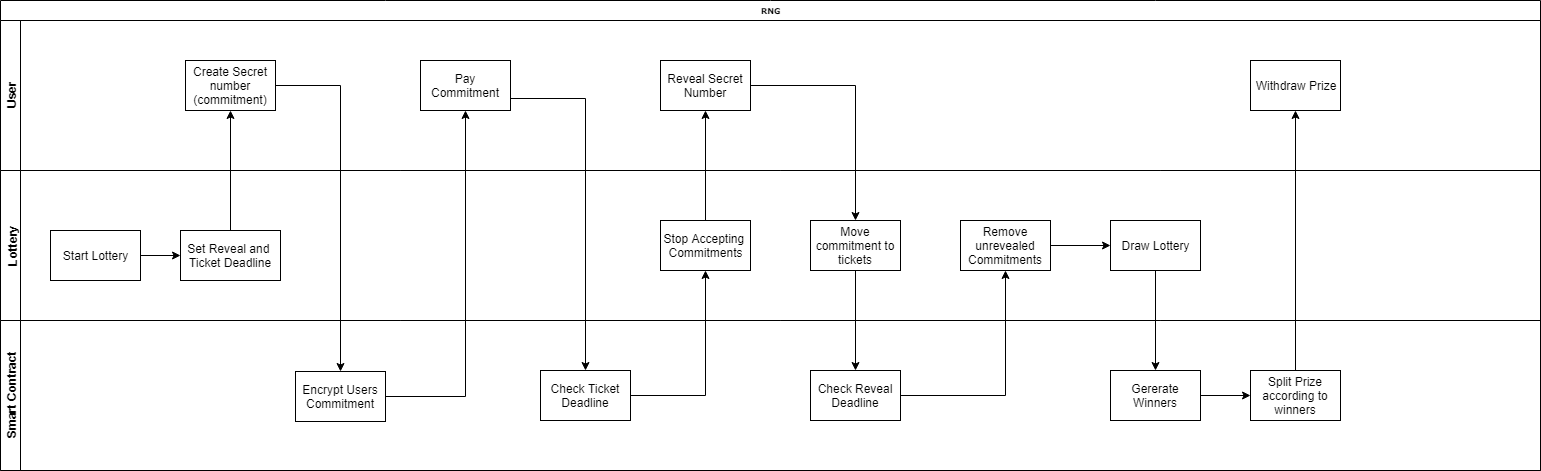 RNG
User
Create Secret
number
(commitment)
Pay
Commitment
Reveal Secret
Number
Withdraw Prize
Lottery
Start Lottery
Set Reveal and
Ticket Deadline
Stop Accepting
Commitments
Move
commitment to
tickets
Remove
unrevealed
Commitments
Draw Lottery
Smart Contract
Encrypt Users
Commitment
Check Ticket
Deadline
Check Reveal
Deadline
Gererate
Winners
Split Prize
according to
winners